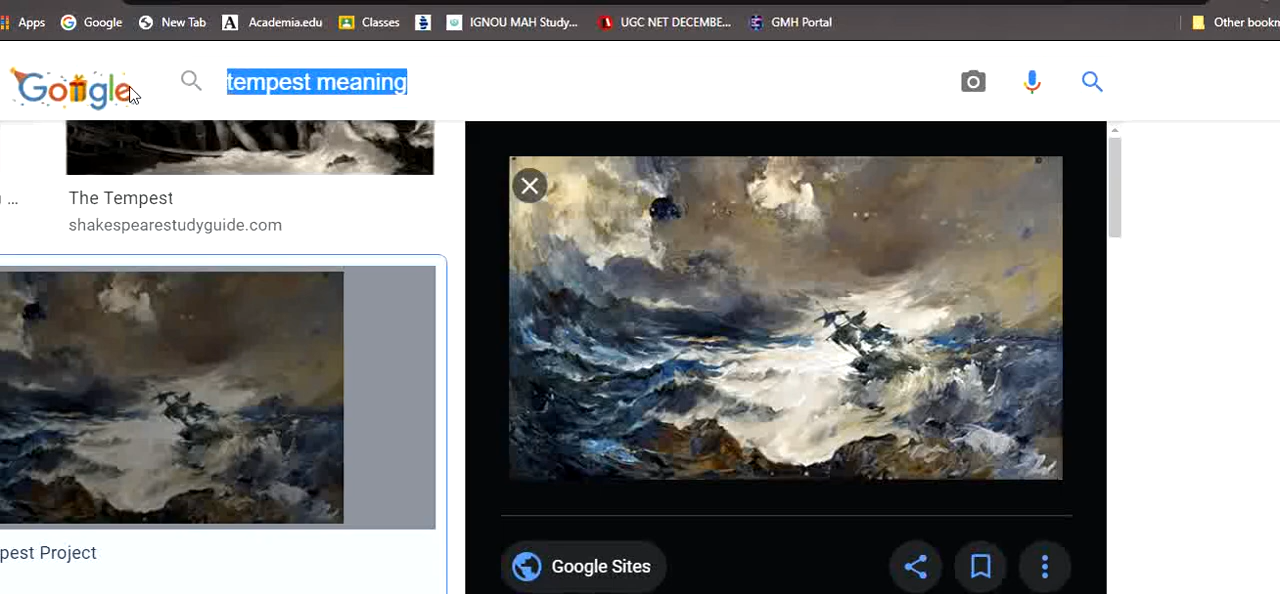 Apps Google New Tab A Academia.edu Classes IGNOU MAH Study... UGC NET DECEMBE... GMH Portal Other bookm
Google tempest meaning
The Tempest
...
shakespearestudyguide.com
pest Project
Google Sites